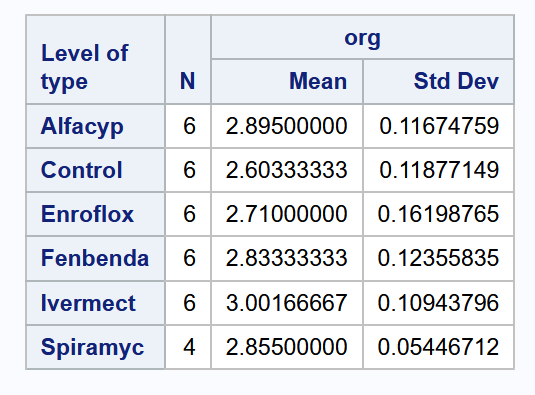 Level of type N org
Mean Std Dev
Alfacyp 6 2.89500000 0.11674759
Control 6 2.60333333 0.11877149
Enroflox 6 2.71000000 0.16198765
Fenbenda 6 2.83333333 0.12355835
Ivermect 6 3.00166667 0.10943796
Spiramyc 4 2.85500000 0.05446712